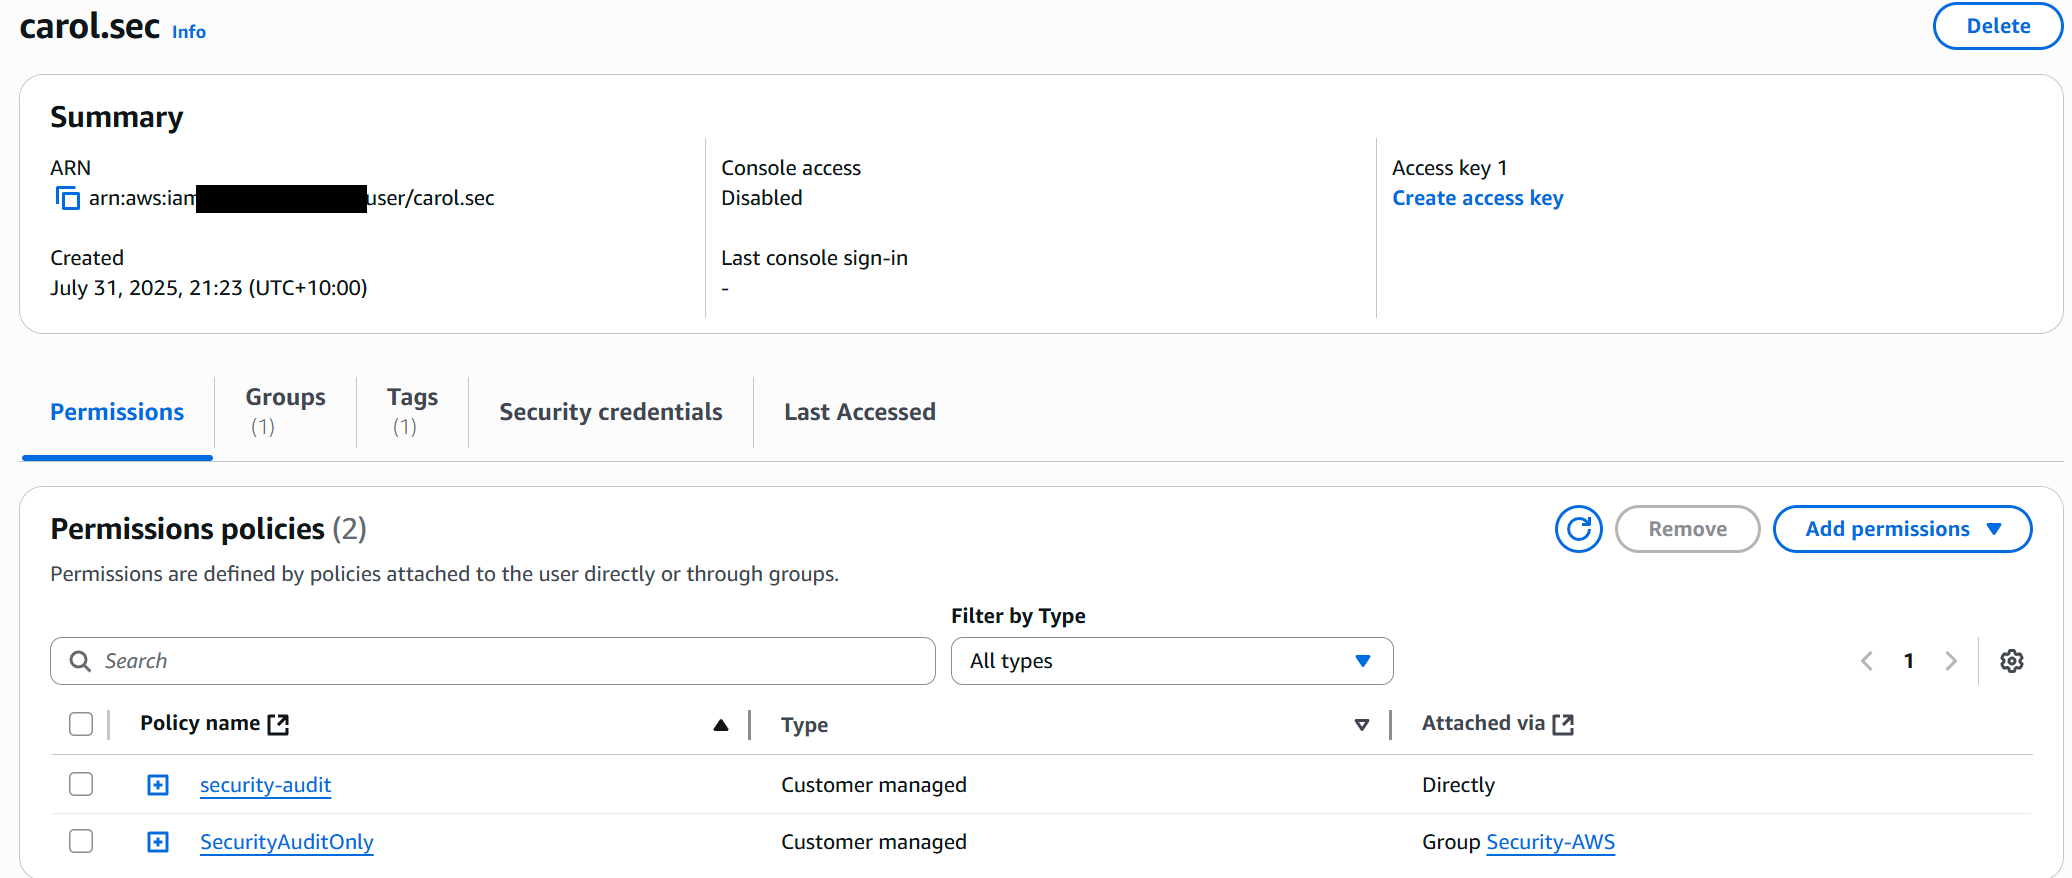 carol.sec Info
Delete
Summary
ARN
arn:aws:iam user/carol.sec
Created
July 31, 2025, 21:23 (UTC+10:00)
Console access
Disabled
Last console sign-in
-
Access key 1
Create access key
Permissions
Groups
(1)
Tags
(1)
Security credentials
Last Accessed
Permissions policies (2)
Remove
Add permissions
Permissions are defined by policies attached to the user directly or through groups.
Filter by Type
Search
All types
1
Policy name
Type
Attached via
security-audit
Customer managed
Directly
SecurityAuditOnly
Customer managed
Group Security-AWS